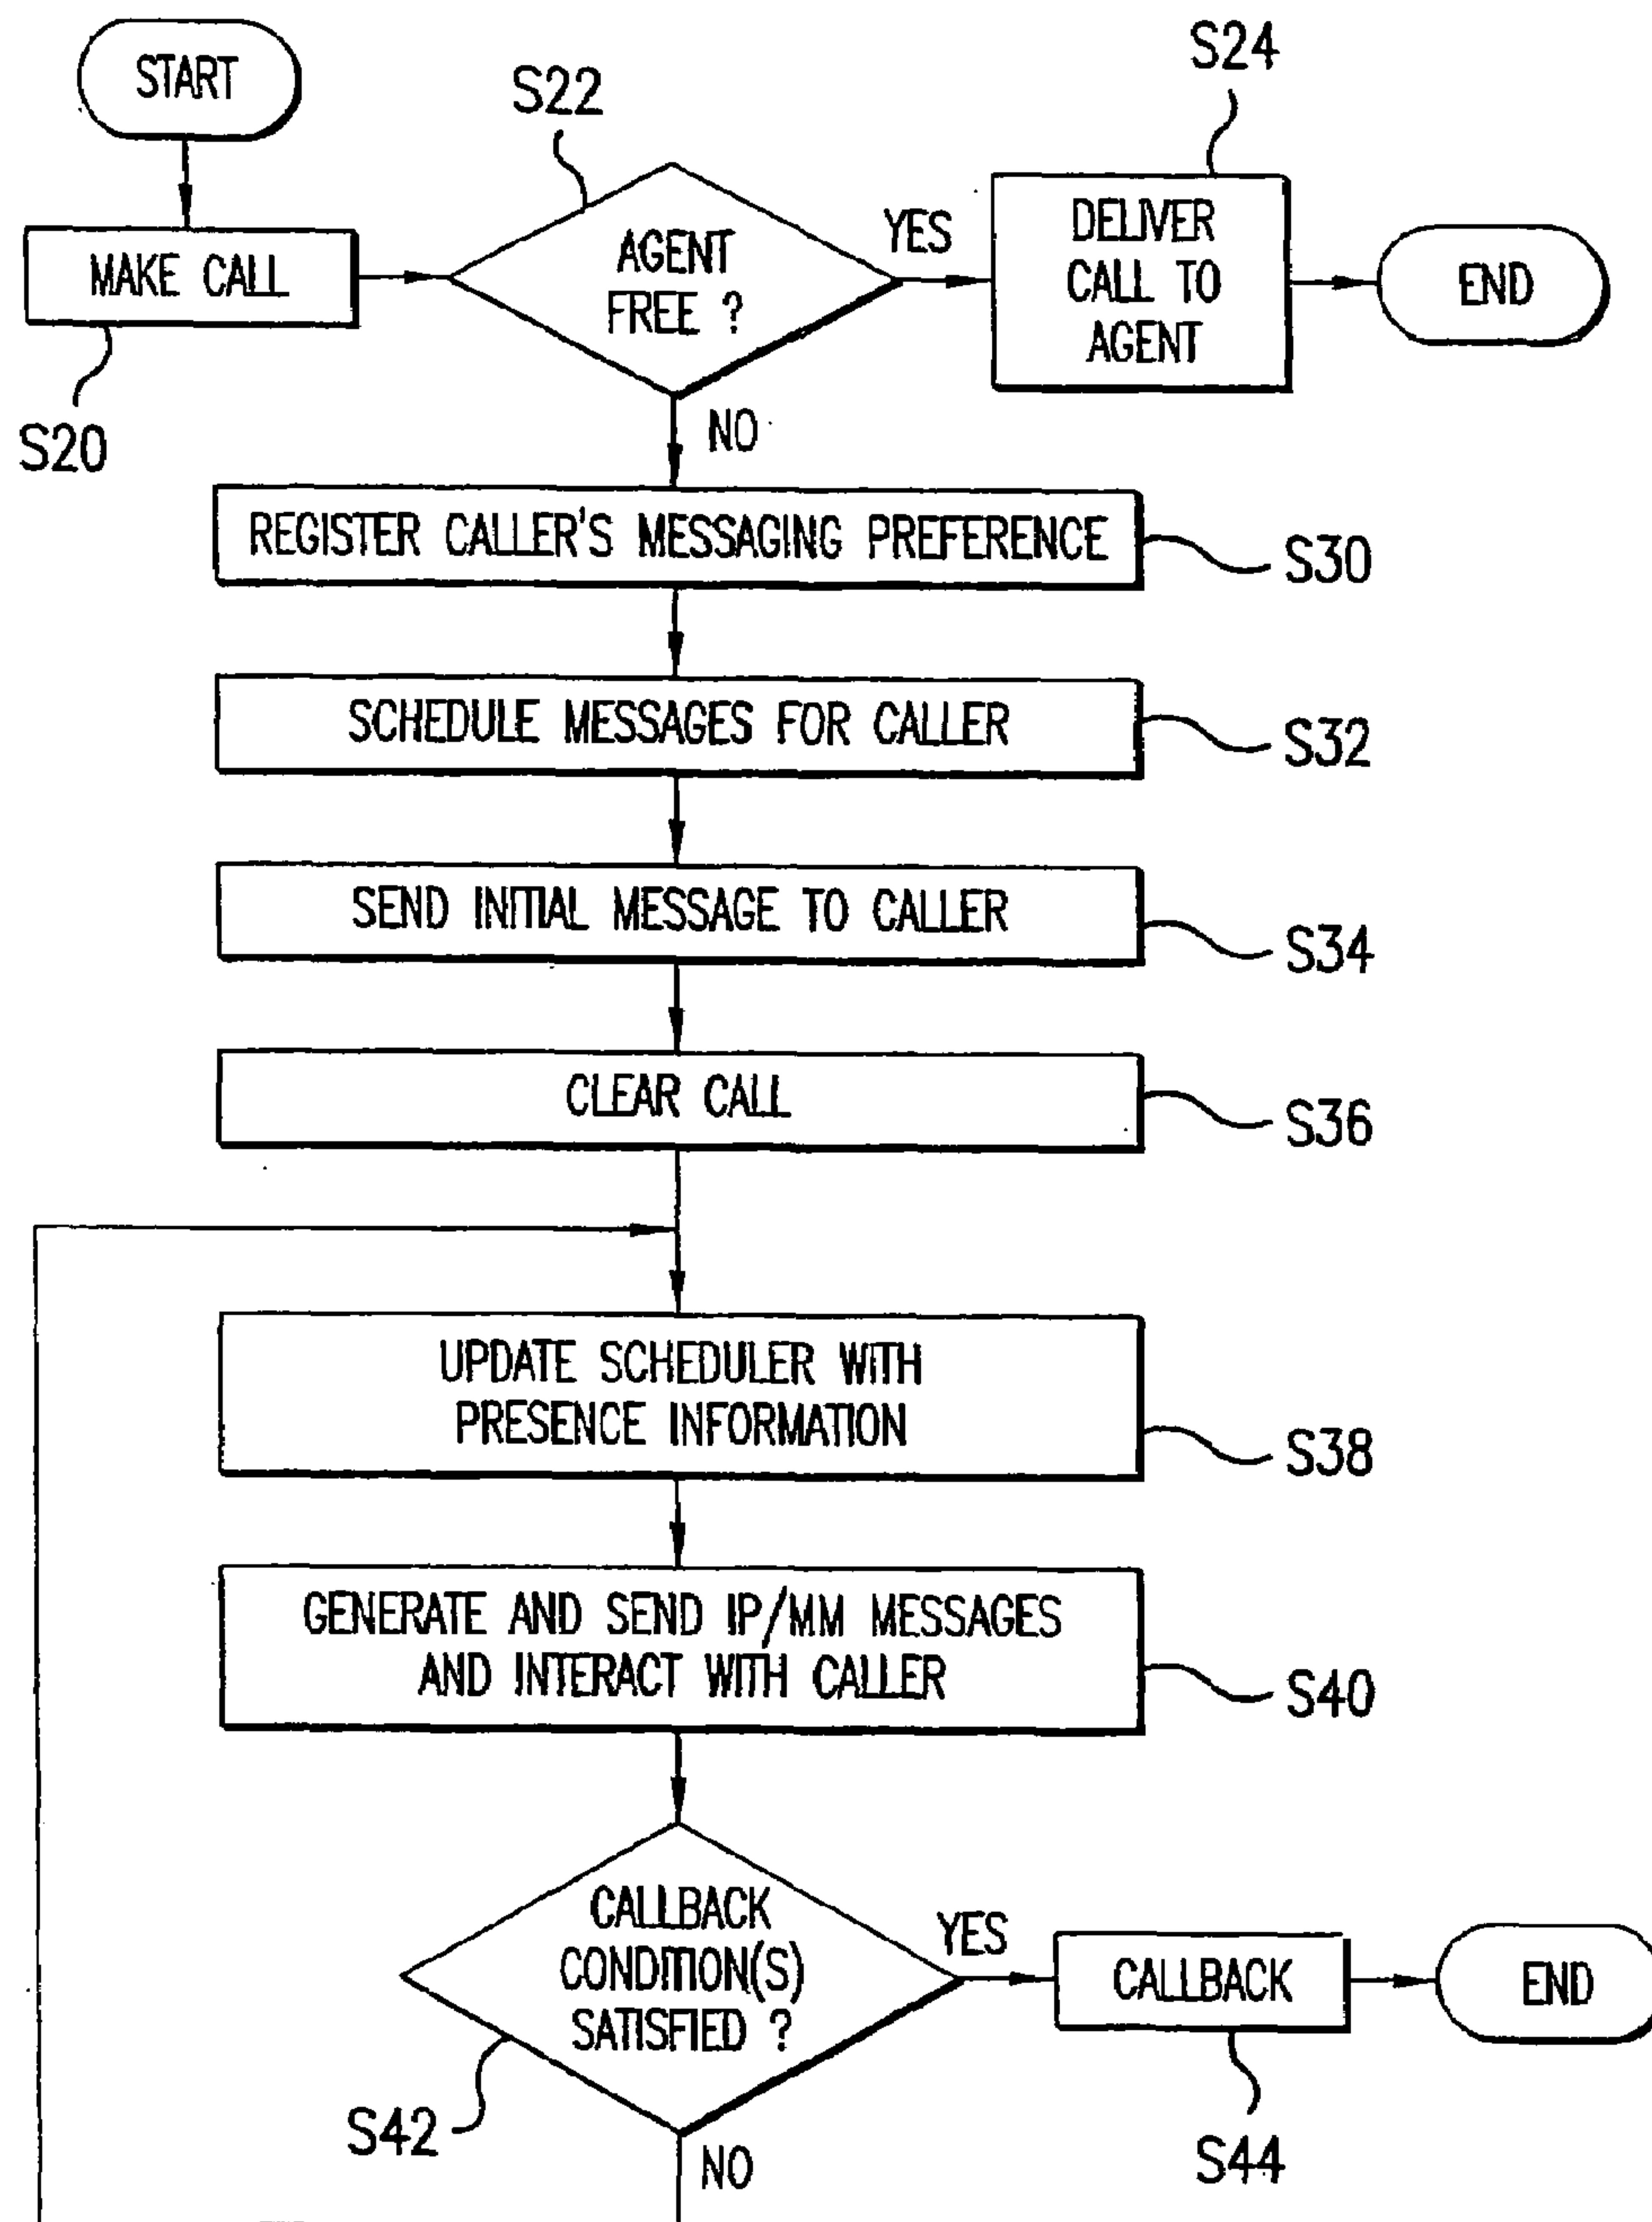 START
S22
S24
MAKE CALL
S20
AGENT
FREE ?
YES
DELIVER
CALL TO
AGENT
END
NO
REGISTER CALLER'S MESSAGING PREFERENCE
S30
SCHEDULE MESSAGES FOR CALLER
S32
SEND INITIAL MESSAGE TO CALLER
S34
CLEAR CALL
S36
UPDATE SCHEDULER WITH
PRESENCE INFORMATION
S38
GENERATE AND SEND IP/MM MESSAGES
AND INTERACT WITH CALLER
S40
CALLBACK
CONDITION(S)
SATISFIED ?
S42
YES
CALLBACK
S44
END
NO